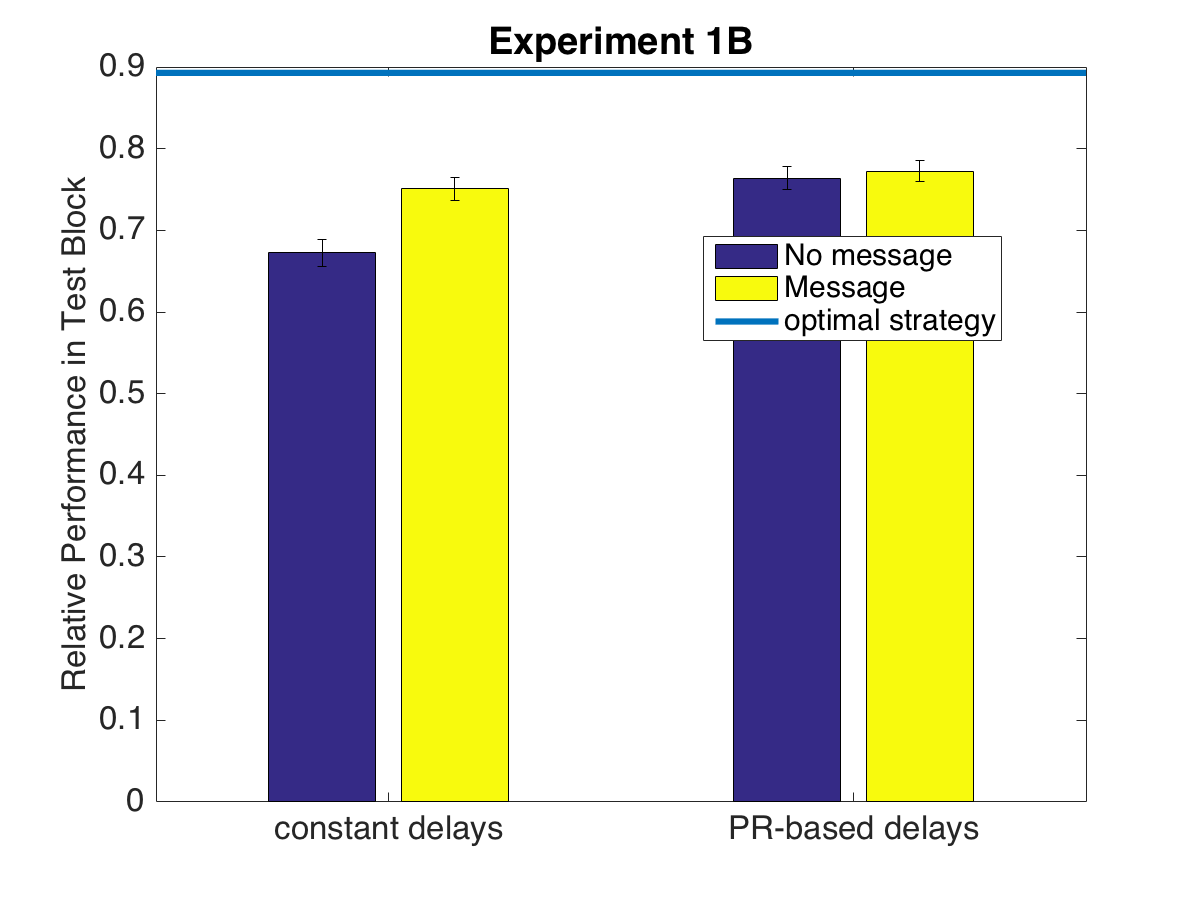 Experiment 1B
Relative Performance in Test Block
0.9
0.8
0.7
0.6
0.5
0.4
0.3
0.2
0.1
0
No message
Message
optimal strategy
constant delays
PR-based delays